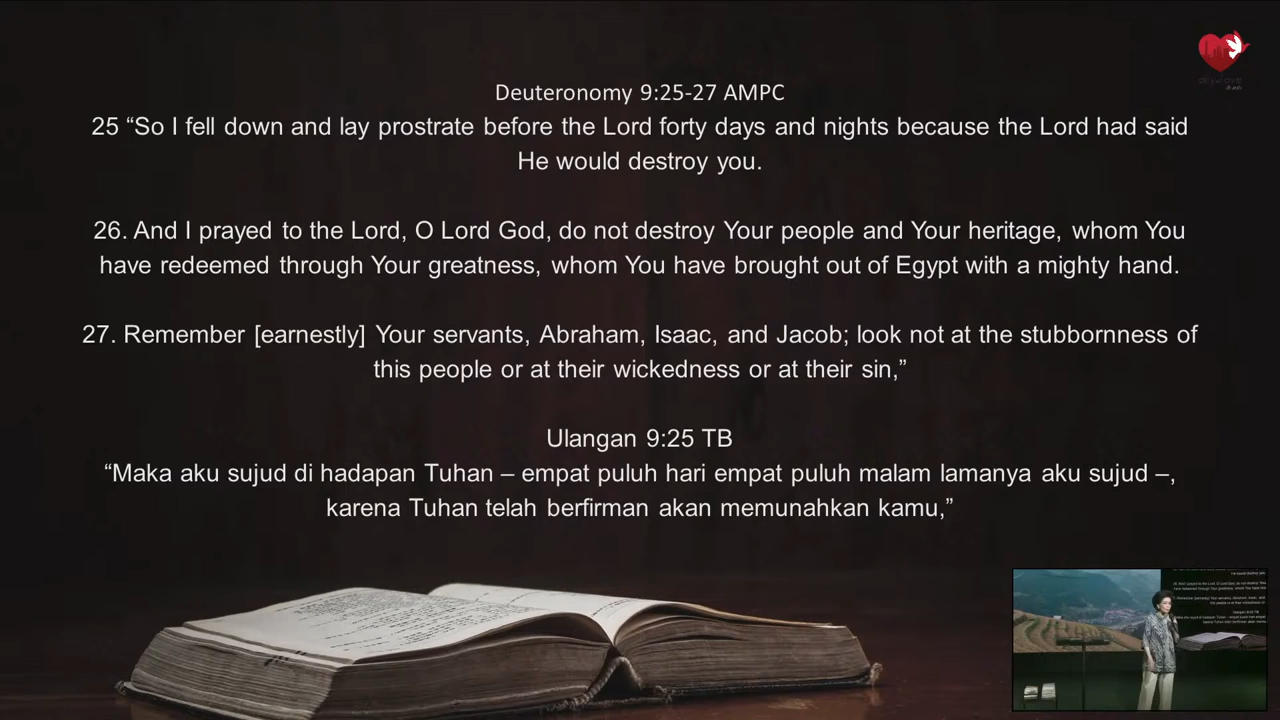 Deuteronomy 9:25-27 AMPC
25 “So I fell down and lay prostrate before the Lord forty days and nights because the Lord had said
He would destroy you.
26. And I prayed to the Lord, O Lord God, do not destroy Your people and Your heritage, whom You
have redeemed through Your greatness, whom You have brought out of Egypt with a mighty hand.
27. Remember [earnestly] Your servants, Abraham, Isaac, and Jacob; look not at the stubbornness of
this people or at their wickedness or at their sin,”
Ulangan 9:25 TB
“Maka aku sujud di hadapan Tuhan – empat puluh hari empat puluh malam lamanya aku sujud –,
karena Tuhan telah berfirman akan memunahkan kamu,”